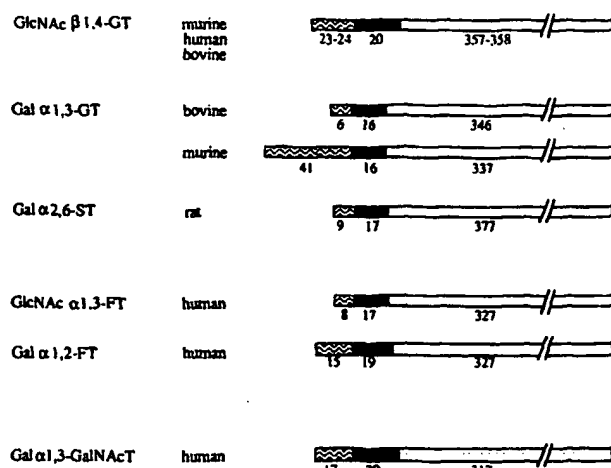 GlcNAc β1,4-GT murine
human
bovine
23-24 20 357-358
Gal α1,3-GT bovine
6 16 346
murine
41 16 337
Gal α2,6-ST rat
9 17 377
GlcNAc α1,3-FT human
8 17 327
Gal α1,2-FT human
15 19 327
Gal α1,3-GalNAcT human